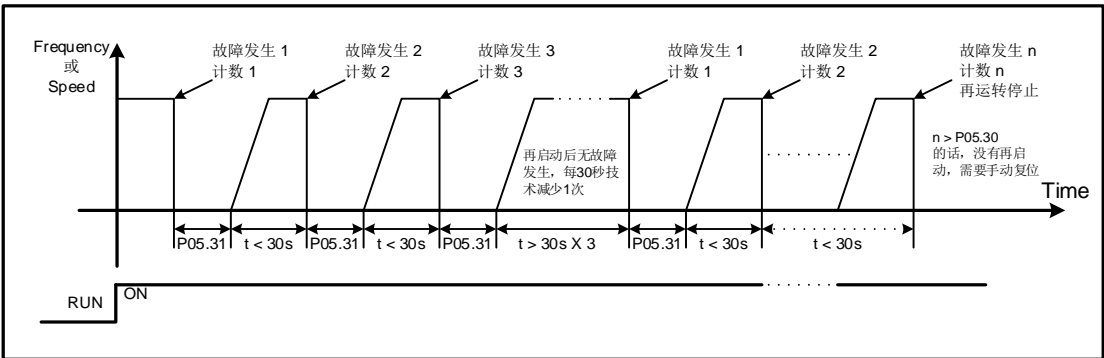 Frequency
或
Speed
故障发生 1
计数 1
故障发生 2
计数 2
故障发生 3
计数 3
故障发生 1
计数 1
故障发生 2
计数 2
故障发生 n
计数 n
再运转停止
再启动后无故障
发生，每30秒技
术减少1次
n > P05.30
的话，没有再启
动，需要手动复位
Time
P05.31
t < 30s
P05.31
t < 30s
P05.31
t > 30s X 3
P05.31
t < 30s
t < 30s
RUN
ON